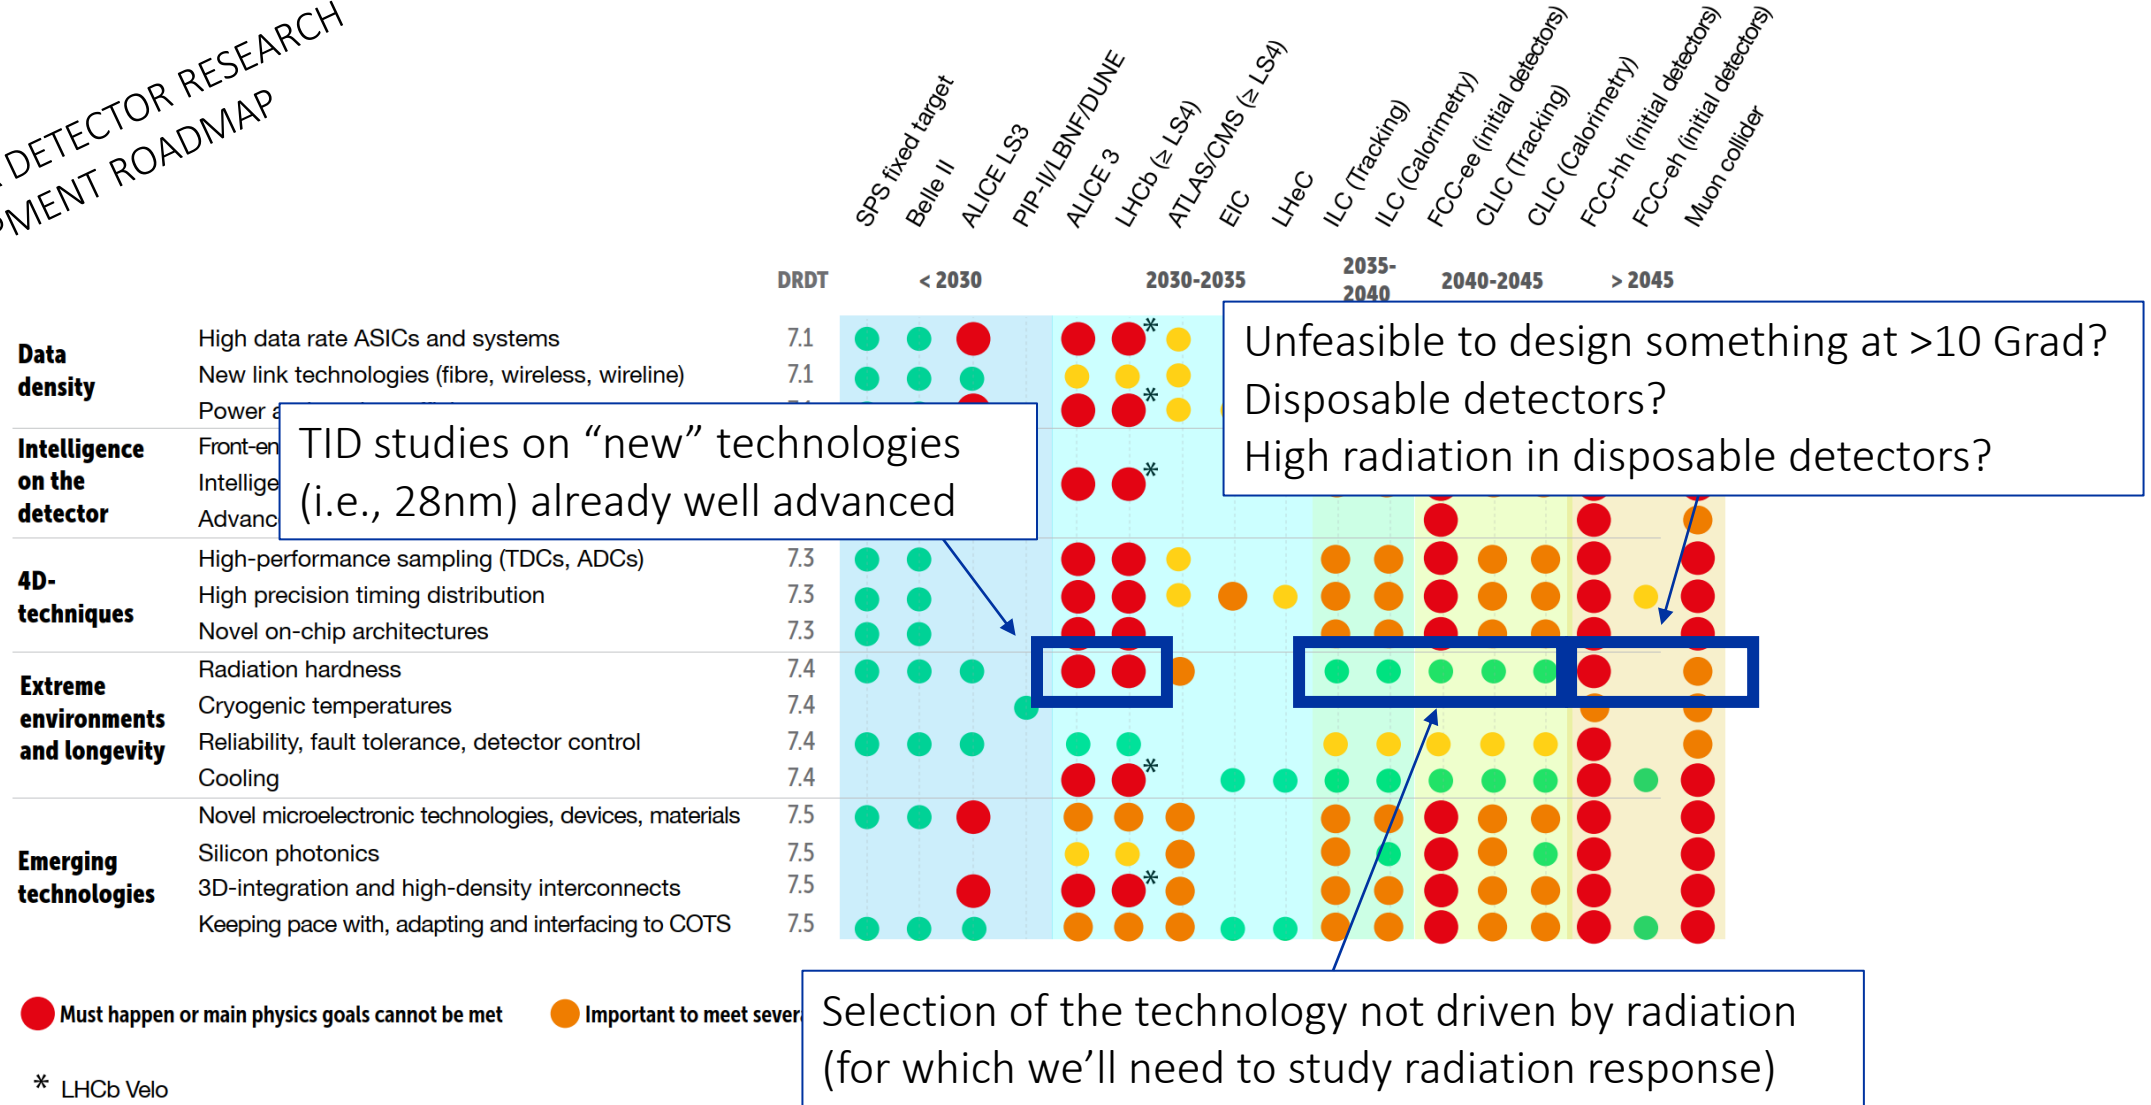 DETECTOR RESEARCH
ROADMAP
SPS fixed target
Belle II
ALICE LS3
PIP-II/LBNF/DUNE
ALICE 3
LHCb (≥ LS4)
ATLAS/CMS (≥ LS4)
EIC
LHeC
ILC (Tracking)
ILC (Calorimetry)
FCC-ee (initial detectors)
CLIC (Tracking)
CLIC (Calorimetry)
FCC-hh (initial detectors)
FCC-eh (initial detectors)
Muon collider
DRDT
< 2030
2030-2035
2035-
2040
2040-2045
> 2045
Data
density
High data rate ASICs and systems 7.1
*
New link technologies (fibre, wireless, wireline) 7.1
Power
*
Unfeasible to design something at >10 Grad?
Disposable detectors?
High radiation in disposable detectors?
Intelligence
on the
detector
*
TID studies on “new” technologies
(i.e., 28nm) already well advanced
4D-
techniques
High-performance sampling (TDCs, ADCs) 7.3
High precision timing distribution 7.3
Novel on-chip architectures 7.3
Extreme
environments
and longevity
Radiation hardness 7.4
Cryogenic temperatures 7.4
Reliability, fault tolerance, detector control 7.4
Cooling 7.4
*
Emerging
technologies
Novel microelectronic technologies, devices, materials 7.5
Silicon photonics 7.5
3D-integration and high-density interconnects 7.5
*
Keeping pace with, adapting and interfacing to COTS 7.5
Must happen or main physics goals cannot be met
Important to meet
Selection of the technology not driven by radiation
(for which we’ll need to study radiation response)
* LHCb Velo